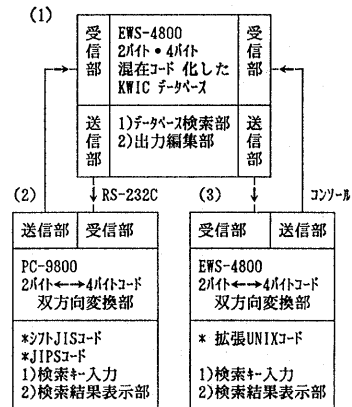 (1)
受信部
EWS-4800
2バイト・4バイト
混在コード 化した
KWIC データベース
受信部
送信部
1)データベース検索部
2)出力編集部
送信部
(2)
RS-232C
(3)
コンソール
送信部 受信部
PC-9800
2バイト←→4バイトコード
双方向変換部
*シフトJISコード
*JIPSコード
1)検索キー入力
2)検索結果表示部
受信部 送信部
EWS-4800
2バイト←→4バイトコード
双方向変換部
* 拡張UNIXコード
1)検索キー入力
2)検索結果表示部